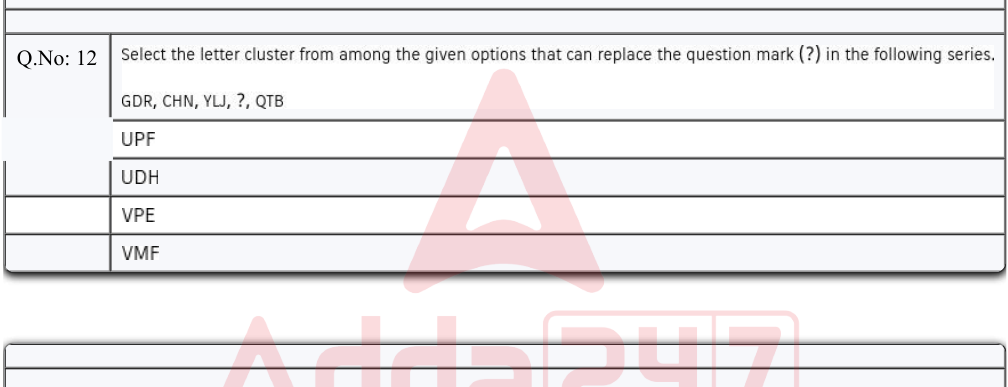 Q.No: 12
Select the letter cluster from among the given options that can replace the question mark (?) in the following series.
GDR, CHN, YLJ, ?, QTB
UPF
UDH
VPE
VMF
Adda247